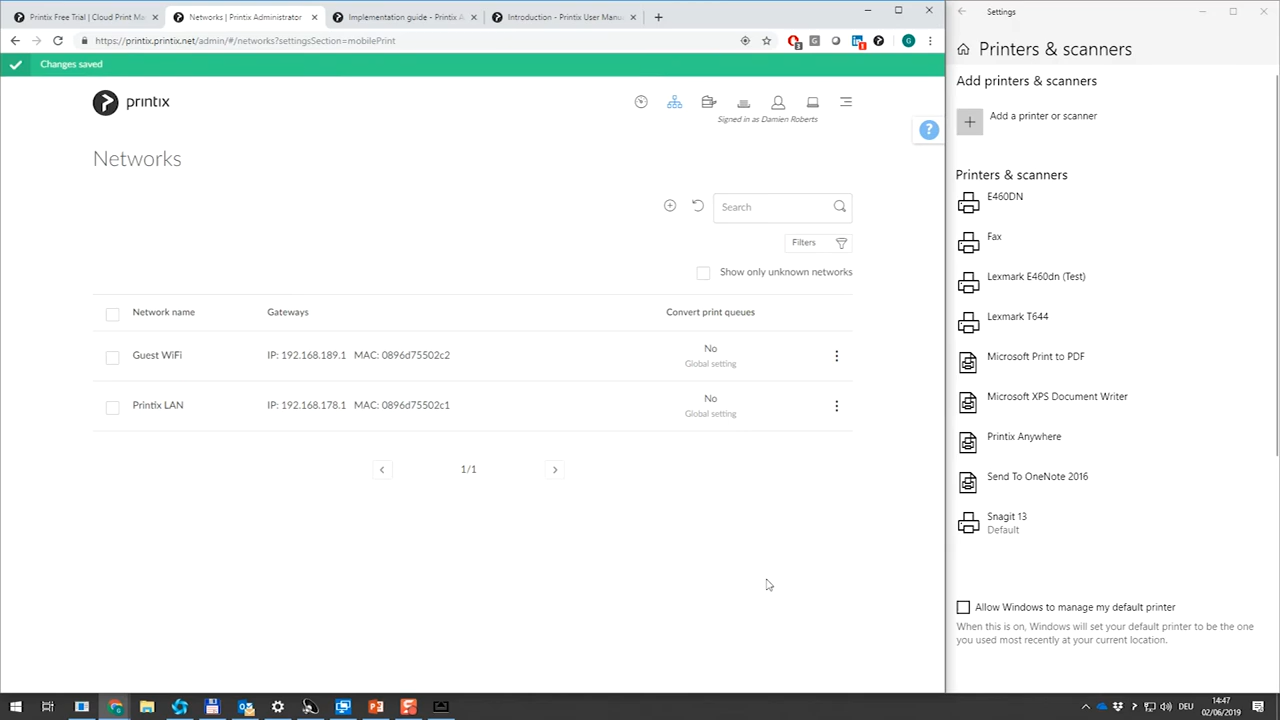 Printix Free Trial | Cloud Print Ma
Networks | Printix Administrator
Implementation guide - Printix A
Introduction - Printix User Manua
https://printix.printix.net/admin/#/networks?settingsSection=mobilePrint
Changes saved
printix
Signed in as Damien Roberts
?
Networks
Search
Filters
Show only unknown networks
Network name Gateways Convert print queues
Guest WiFi IP: 192.168.189.1 MAC: 0896d75502c2 No
Global setting
Printix LAN IP: 192.168.178.1 MAC: 0896d75502c1 No
Global setting
1/1
Settings
Printers & scanners
Add printers & scanners
Add a printer or scanner
Printers & scanners
E460DN
Fax
Lexmark E460dn (Test)
Lexmark T644
Microsoft Print to PDF
Microsoft XPS Document Writer
Printix Anywhere
Send To OneNote 2016
Snagit 13
Default
Allow Windows to manage my default printer
When this is on, Windows will set your default printer to be the one
you used most recently at your current location.
DEU
14:47
02/06/2019